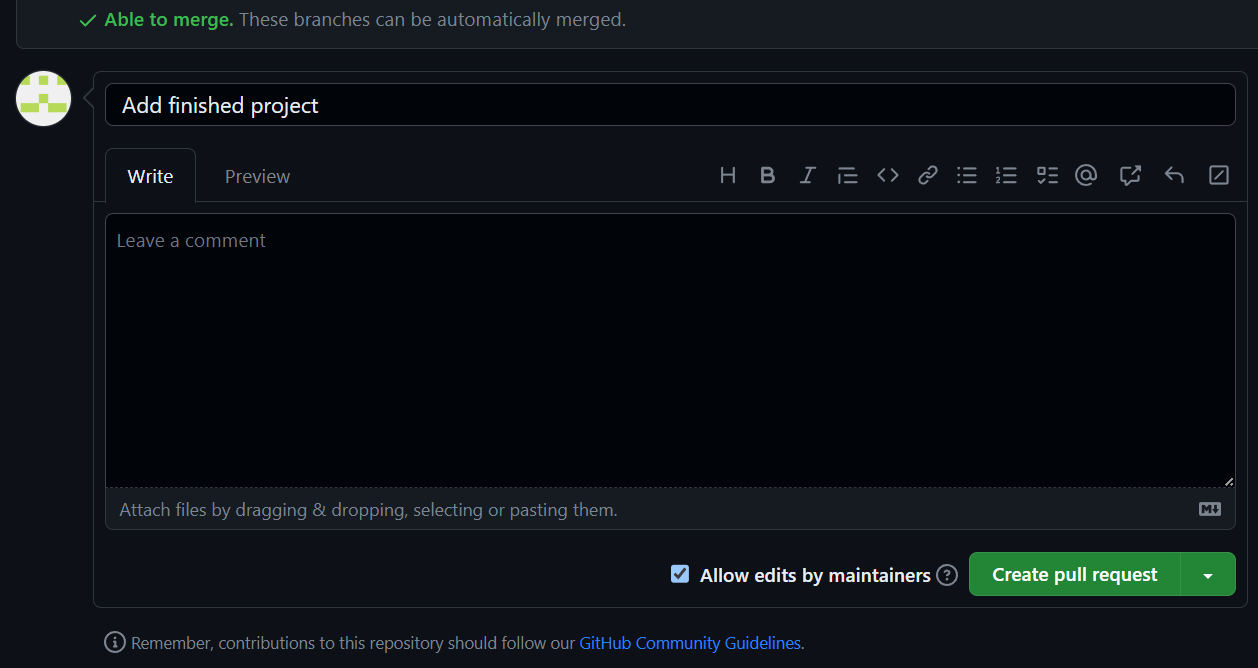 Able to merge. These branches can be automatically merged.
Add finished project
Write Preview
Leave a comment
Attach files by dragging & dropping, selecting or pasting them.
Allow edits by maintainers Create pull request
Remember, contributions to this repository should follow our GitHub Community Guidelines.